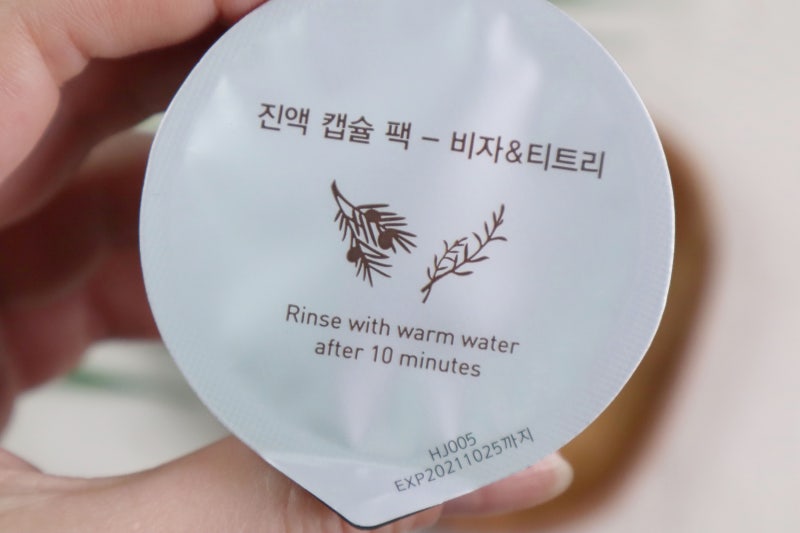 진액 캡슐 팩 - 비자&티트리
Rinse with warm water
after 10 minutes
HJ005
EXP20211025까지